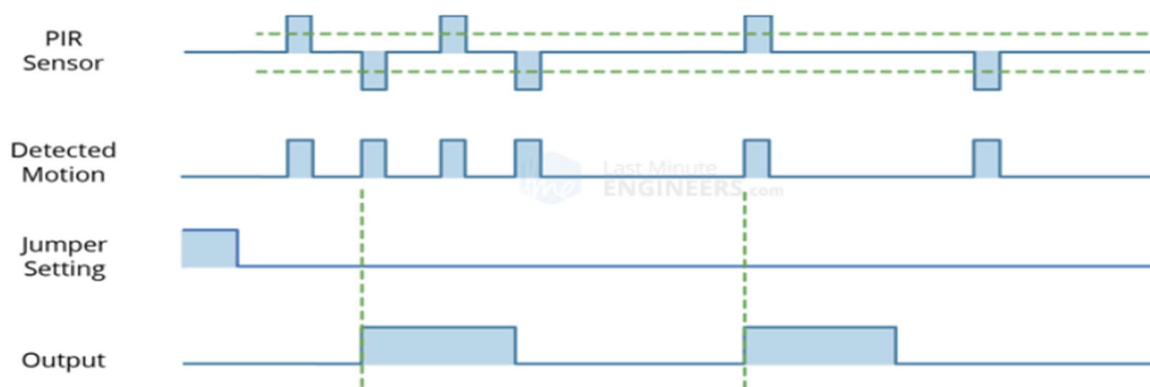 PIR
Sensor
Detected
Motion
Last Minute
ENGINEERS.com
Jumper
Setting
Output